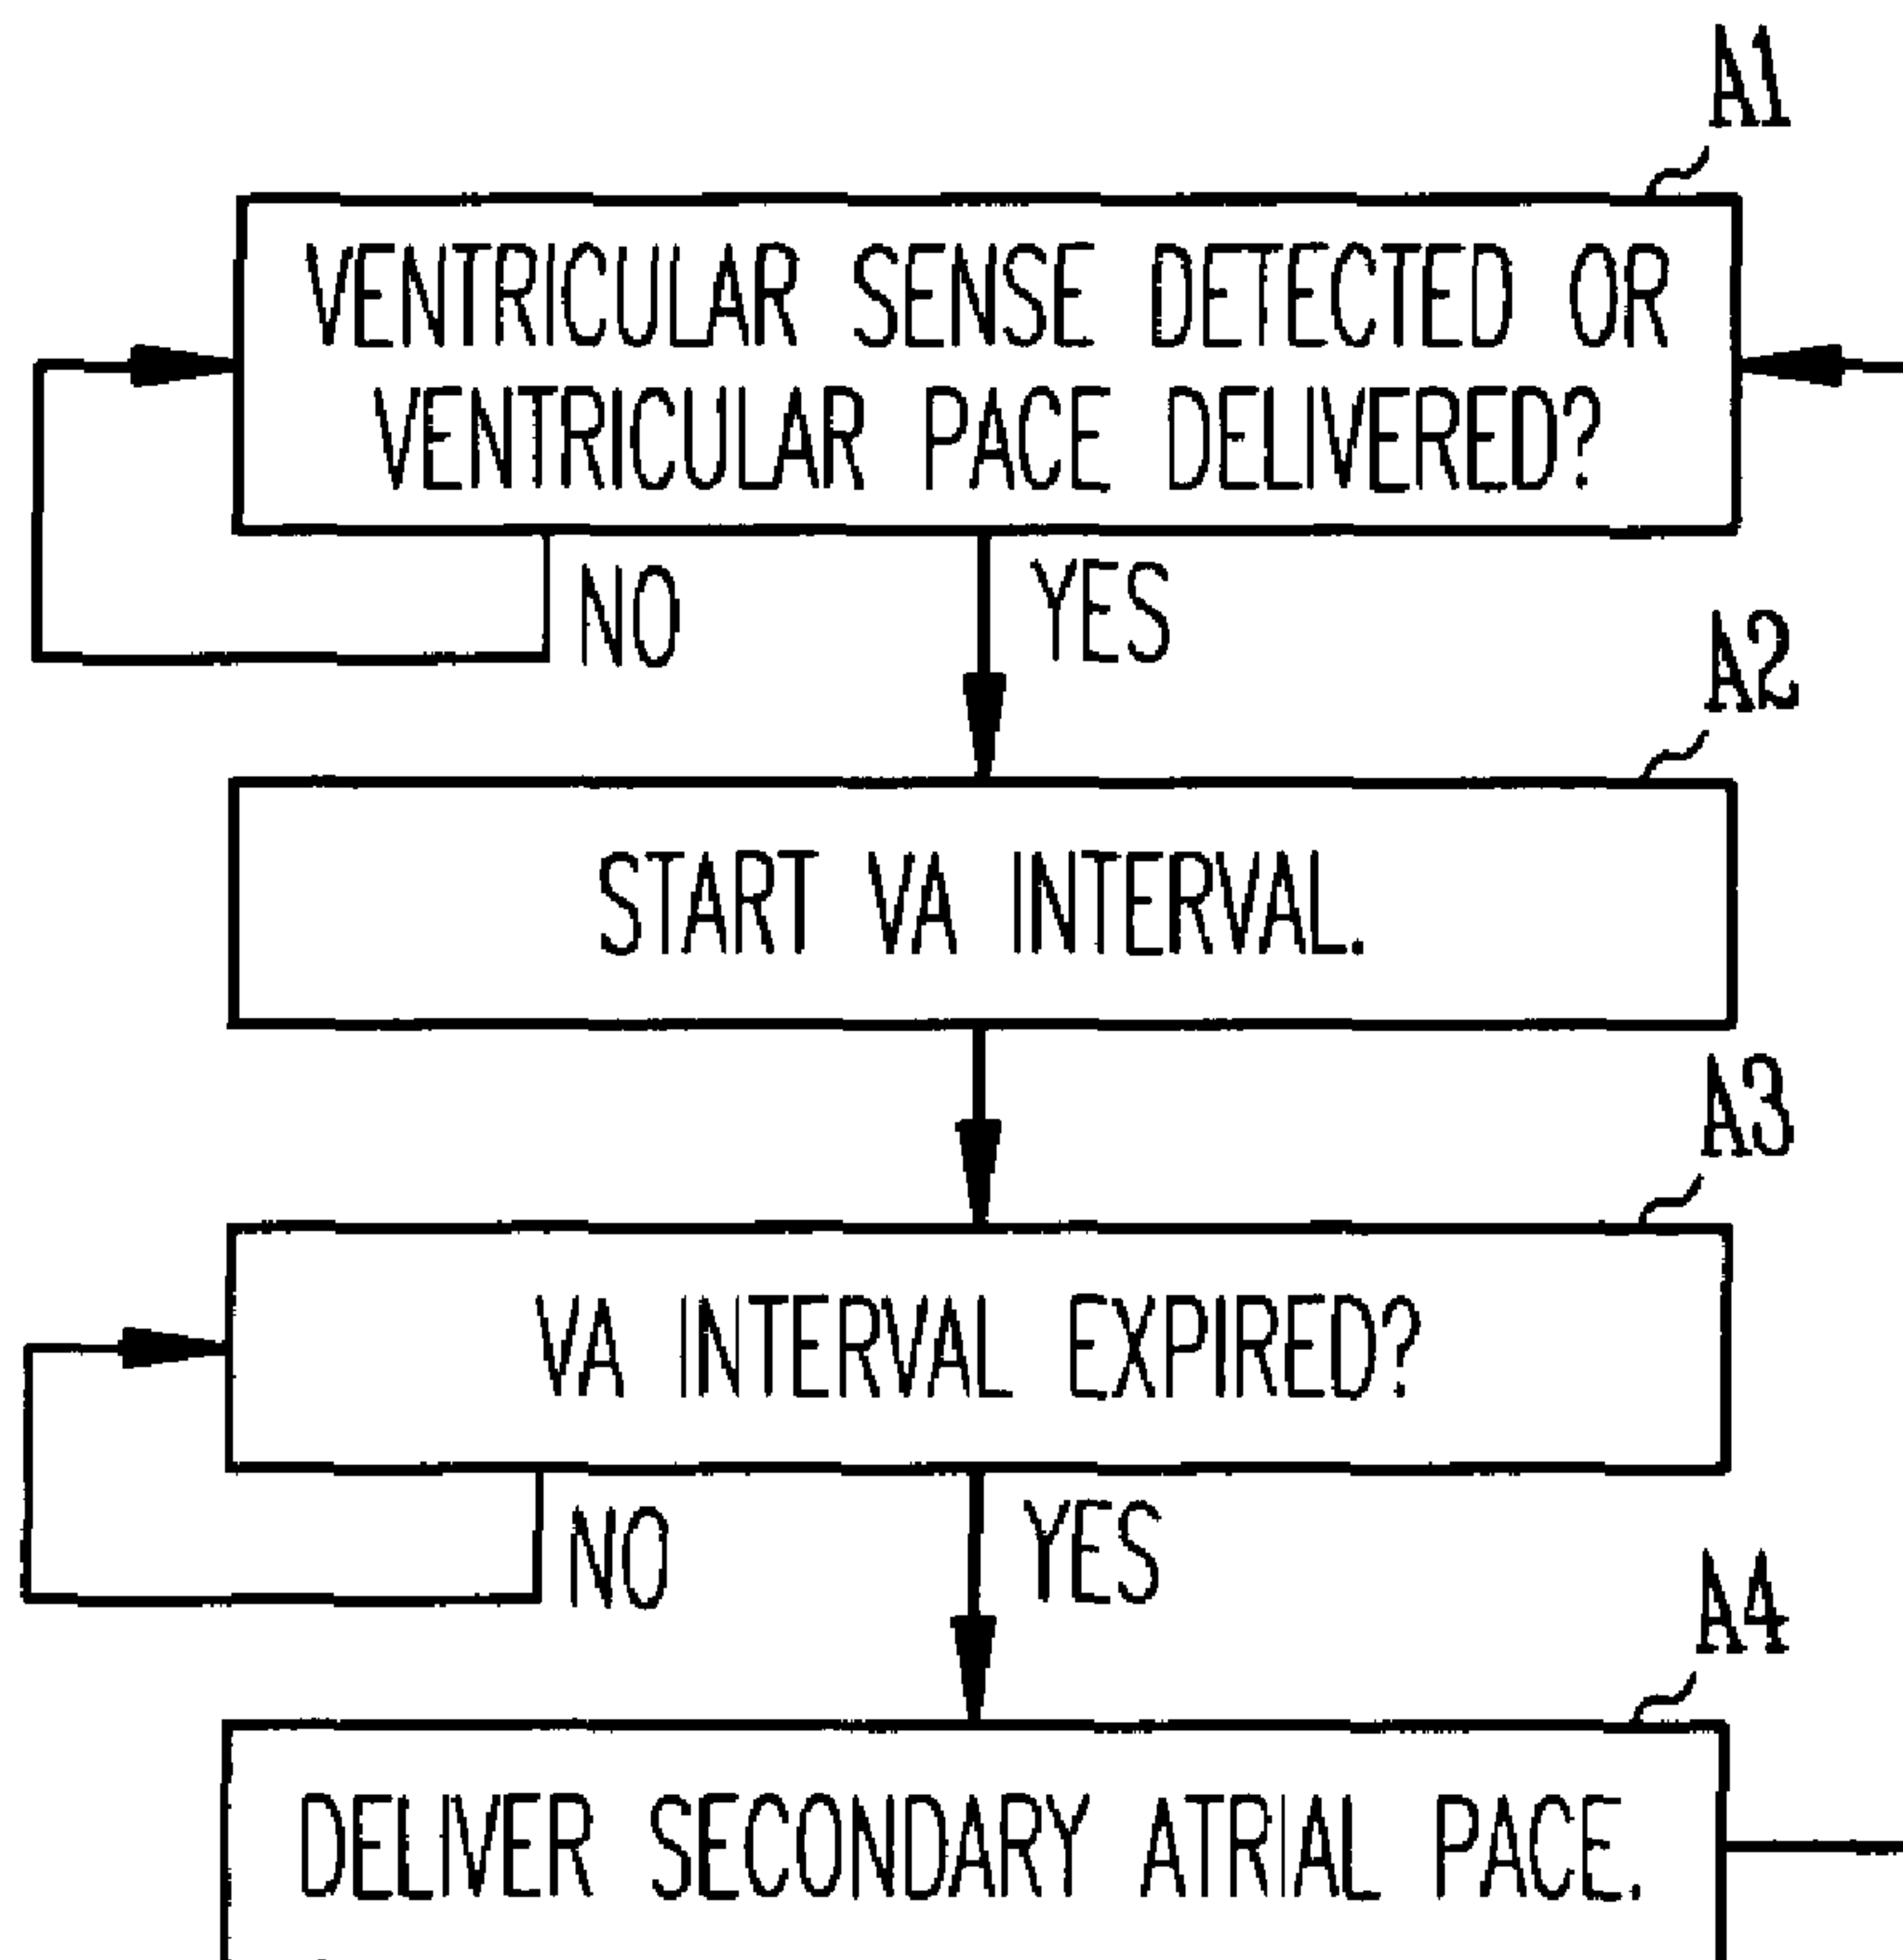 A1
VENTRICULAR SENSE DETECTED OR
VENTRICULAR PACE DELIVERED?
NO
YES
A2
START VA INTERVAL.
A3
VA INTERVAL EXPIRED?
NO
YES
A4
DELIVER SECONDARY ATRIAL PACE.